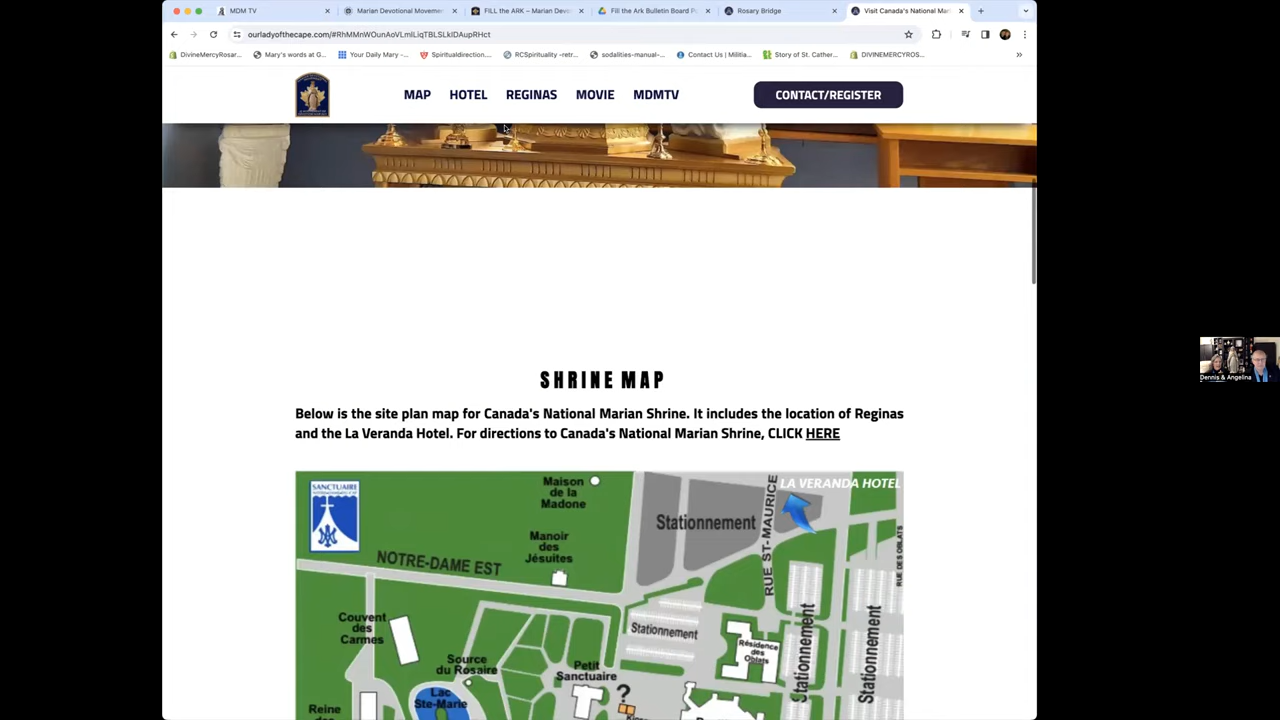 MDM TV
Marian Devotional Moveme
FILL the ARK – Marian Devo
Fill the Ark Bulletin Board Po
Rosary Bridge
Visit Canada's National Mar
ourladyofthecape.com/#RhMMnWOunAoVLmlLiqTBLSLklDAupRHct
DivineMercyRosar...
Mary's words at G...
Your Daily Mary –...
Spiritualdirection....
RCSpirituality -ret...
sodalities-manual-...
Contact Us | Militia...
Story of St. Cather...
DIVINEMERCYROS...
MAP
HOTEL
REGINAS
MOVIE
MDMTV
CONTACT/REGISTER
SHRINE MAP
Below is the site plan map for Canada's National Marian Shrine. It includes the location of Reginas
and the La Veranda Hotel. For directions to Canada's National Marian Shrine, CLICK HERE
SANCTUAIRE
Maison
de la
Madone
LA VERANDA HOTEL
Stationnement
RUE ST-MAURICE
Manoir
des
Jésuites
RUE DES OBLATS
NOTRE-DAME EST
Couvent
des
Carmes
Stationnement
Résidence
des
Oblats
Stationnement
Stationnement
Source
du Rosaire
Petit
Sanctuaire
?
Lac
Ste-Marie
Reine
des
Dennis & Angelina